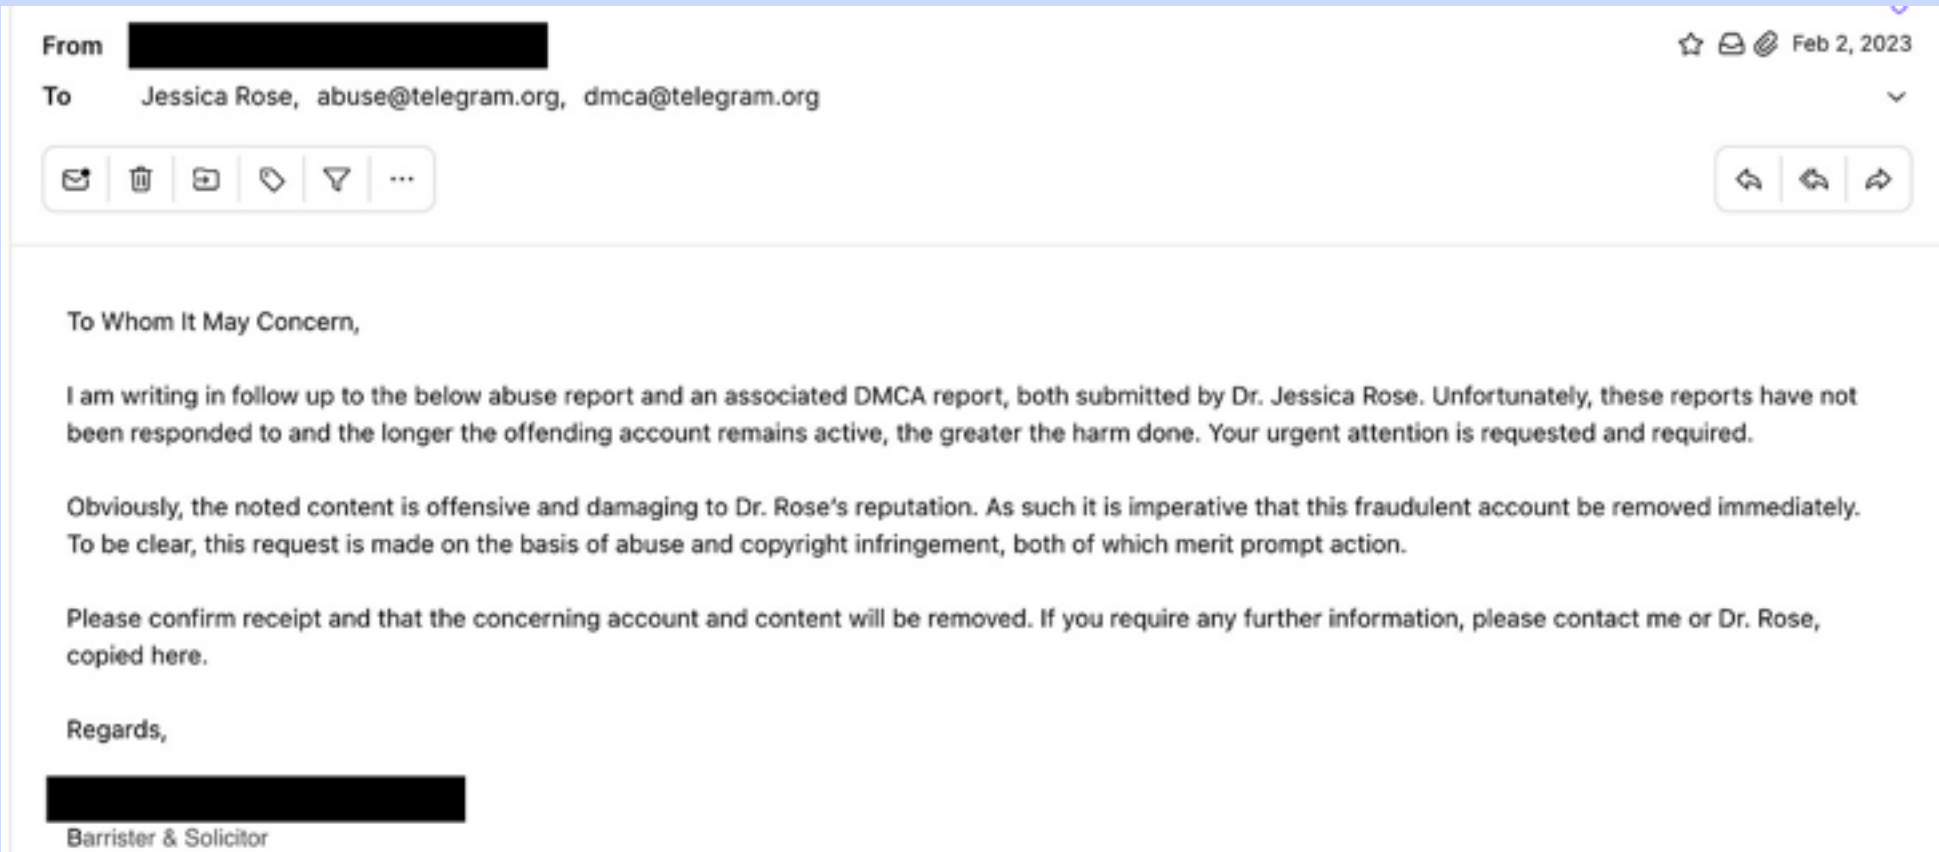 From
Feb 2, 2023
To Jessica Rose, abuse@telegram.org, dmca@telegram.org
To Whom It May Concern,
I am writing in follow up to the below abuse report and an associated DMCA report, both submitted by Dr. Jessica Rose. Unfortunately, these reports have not
been responded to and the longer the offending account remains active, the greater the harm done. Your urgent attention is requested and required.
Obviously, the noted content is offensive and damaging to Dr. Rose's reputation. As such it is imperative that this fraudulent account be removed immediately.
To be clear, this request is made on the basis of abuse and copyright infringement, both of which merit prompt action.
Please confirm receipt and that the concerning account and content will be removed. If you require any further information, please contact me or Dr. Rose,
copied here.
Regards,
Barrister & Solicitor